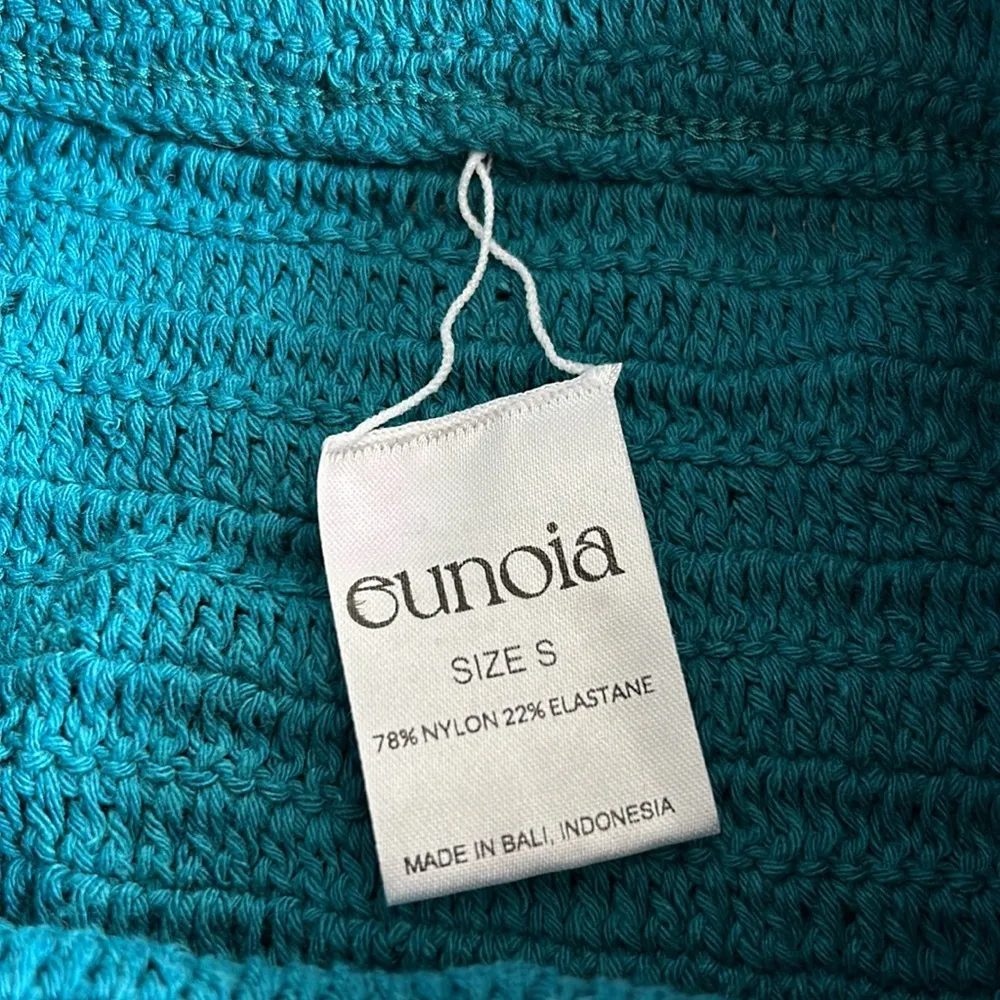 eunoia
SIZE S
78% NYLON 22% ELASTANE
MADE IN BALI, INDONESIA